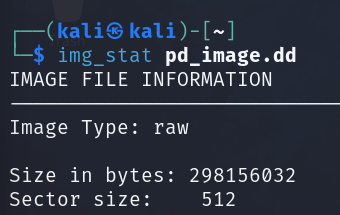 (kali㉿kali)-[~]
$ img_stat pd_image.dd
IMAGE FILE INFORMATION
--------------------------------------------
Image Type: raw
Size in bytes: 298156032
Sector size:    512